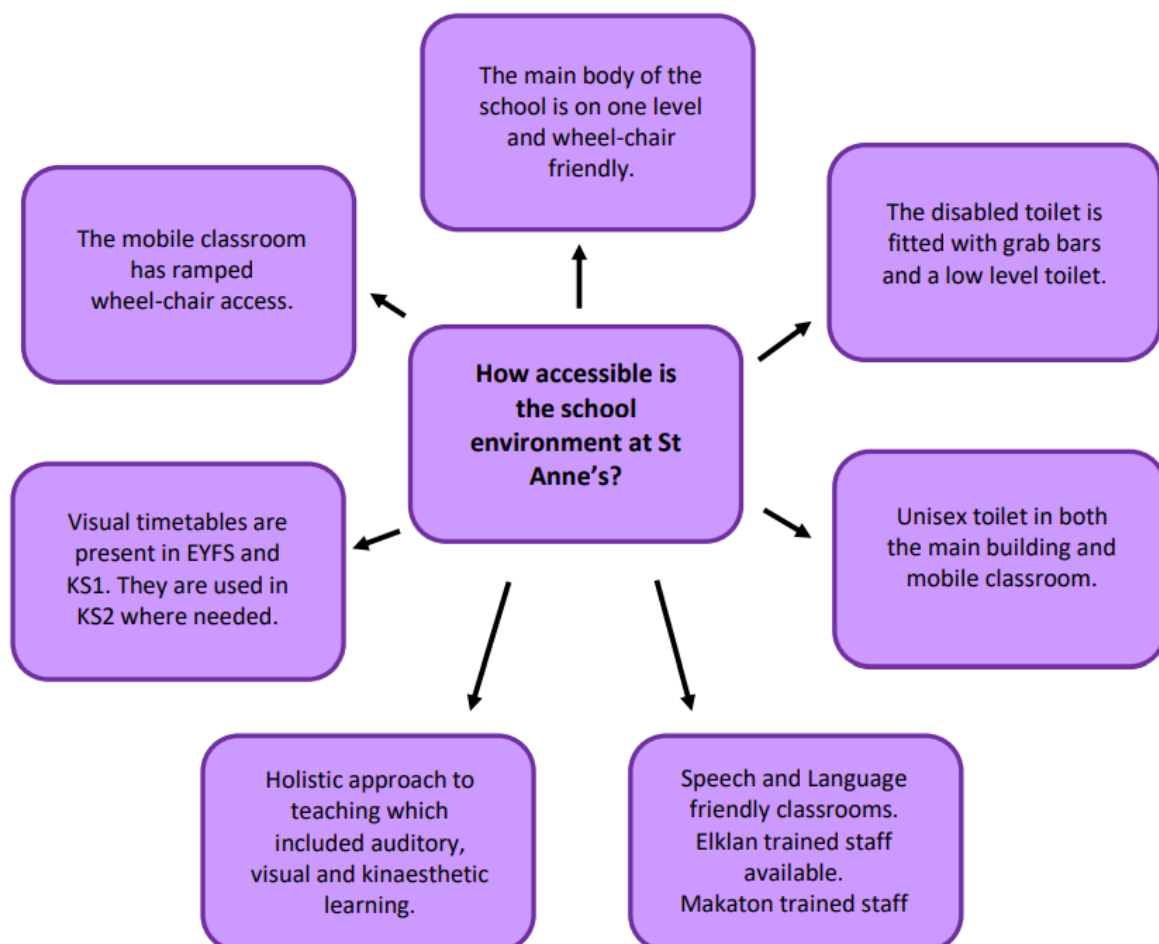 The main body of the
school is on one level
and wheel-chair
friendly.
The mobile classroom
has ramped
wheel-chair access.
The disabled toilet is
fitted with grab bars
and a low level toilet.
How accessible is
the school
environment at St
Anne’s?
Visual timetables are
present in EYFS and
KS1. They are used in
KS2 where needed.
Unisex toilet in both
the main building and
mobile classroom.
Holistic approach to
teaching which
included auditory,
visual and kinaesthetic
learning.
Speech and Language
friendly classrooms.
Elklan trained staff
available.
Makaton trained staff